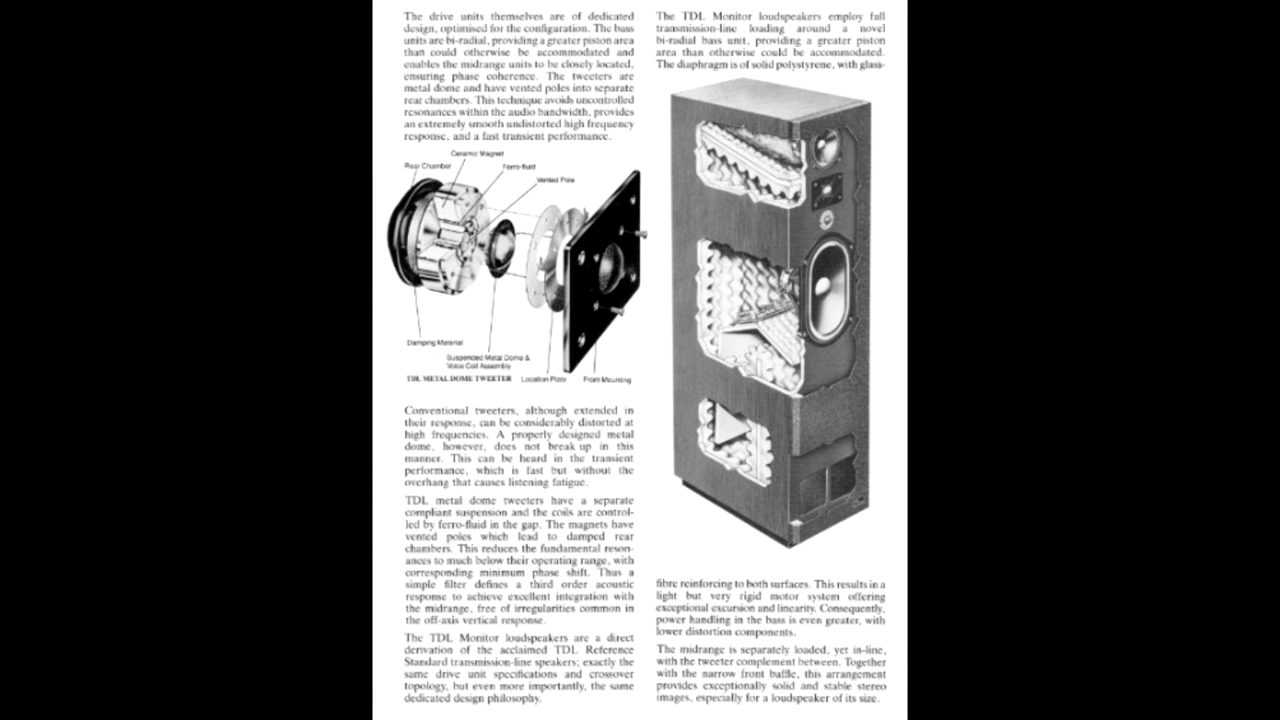 The drive units themselves are of dedicated
design, optimised for the configuration. The bass
units are bi-radial, providing a greater piston area
than could otherwise be accommodated and
enables the midrange units to be closely located,
ensuring phase coherence. The tweeters are
metal dome and have vented poles into separate
rear chambers. This technique avoids uncontrolled
resonances within the audio bandwidth, provides
an extremely smooth undistorted high frequency
response, and a fast transient performance.
Ceramic Magnet
Rear Chamber
Ferro-fluid
Vented Pole
Damping Material
Suspended Metal Dome &
Voice Coil Assembly
TDL METAL DOME TWEETER
Location Plate
Front Mounting
Conventional tweeters, although extended in
their response, can be considerably distorted at
high frequencies. A properly designed metal
dome, however, does not break up in this
manner. This can be heard in the transient
performance, which is fast but without the
overhang that causes listening fatigue.
TDL metal dome tweeters have a separate
compliant suspension and the coils are control-
led by ferro-fluid in the gap. The magnets have
vented poles which lead to damped rear
chambers. This reduces the fundamental reson-
ances to much below their operating range, with
corresponding minimum phase shift. Thus a
simple filter defines a third order acoustic
response to achieve excellent integration with
the midrange, free of irregularities common in
the off-axis vertical response.
The TDL Monitor loudspeakers are a direct
derivation of the acclaimed TDL Reference
Standard transmission-line speakers; exactly the
same drive unit specifications and crossover
topology, but even more importantly, the same
dedicated design philosophy.
The TDL Monitor loudspeakers employ full
transmission-line loading around a novel
bi-radial bass unit, providing a greater piston
area than otherwise could be accommodated.
The diaphragm is of solid polystyrene, with glass-
fibre reinforcing to both surfaces. This results in a
light but very rigid motor system offering
exceptional excursion and linearity. Consequently,
power handling in the bass is even greater, with
lower distortion components.
The midrange is separately loaded, yet in-line,
with the tweeter complement between. Together
with the narrow front baffle, this arrangement
provides exceptionally solid and stable stereo
images, especially for a loudspeaker of its size.